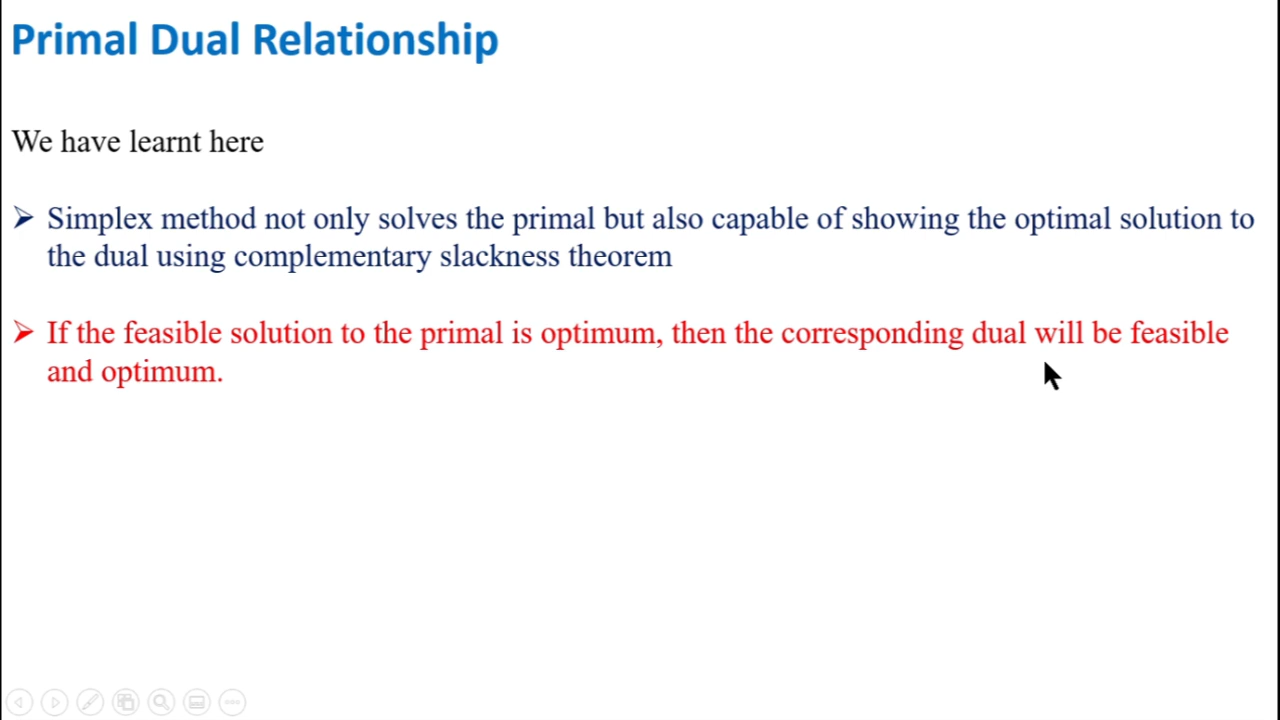 Primal Dual Relationship
We have learnt here
➢ Simplex method not only solves the primal but also capable of showing the optimal solution to
the dual using complementary slackness theorem
➢ If the feasible solution to the primal is optimum, then the corresponding dual will be feasible
and optimum.